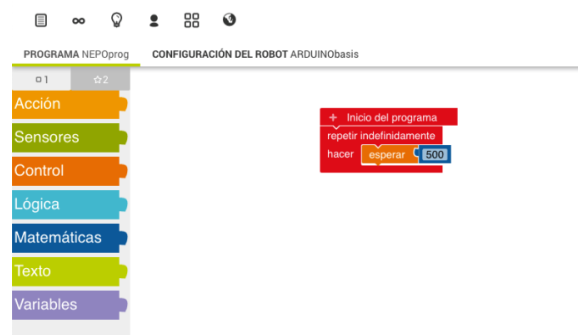 PROGRAMA NEPOprog CONFIGURACIÓN DEL ROBOT ARDUINObasis
1 2
Acción
Sensores
Control
Lógica
Matemáticas
Texto
Variables
+ Inicio del programa
repetir indefinidamente
hacer esperar 500